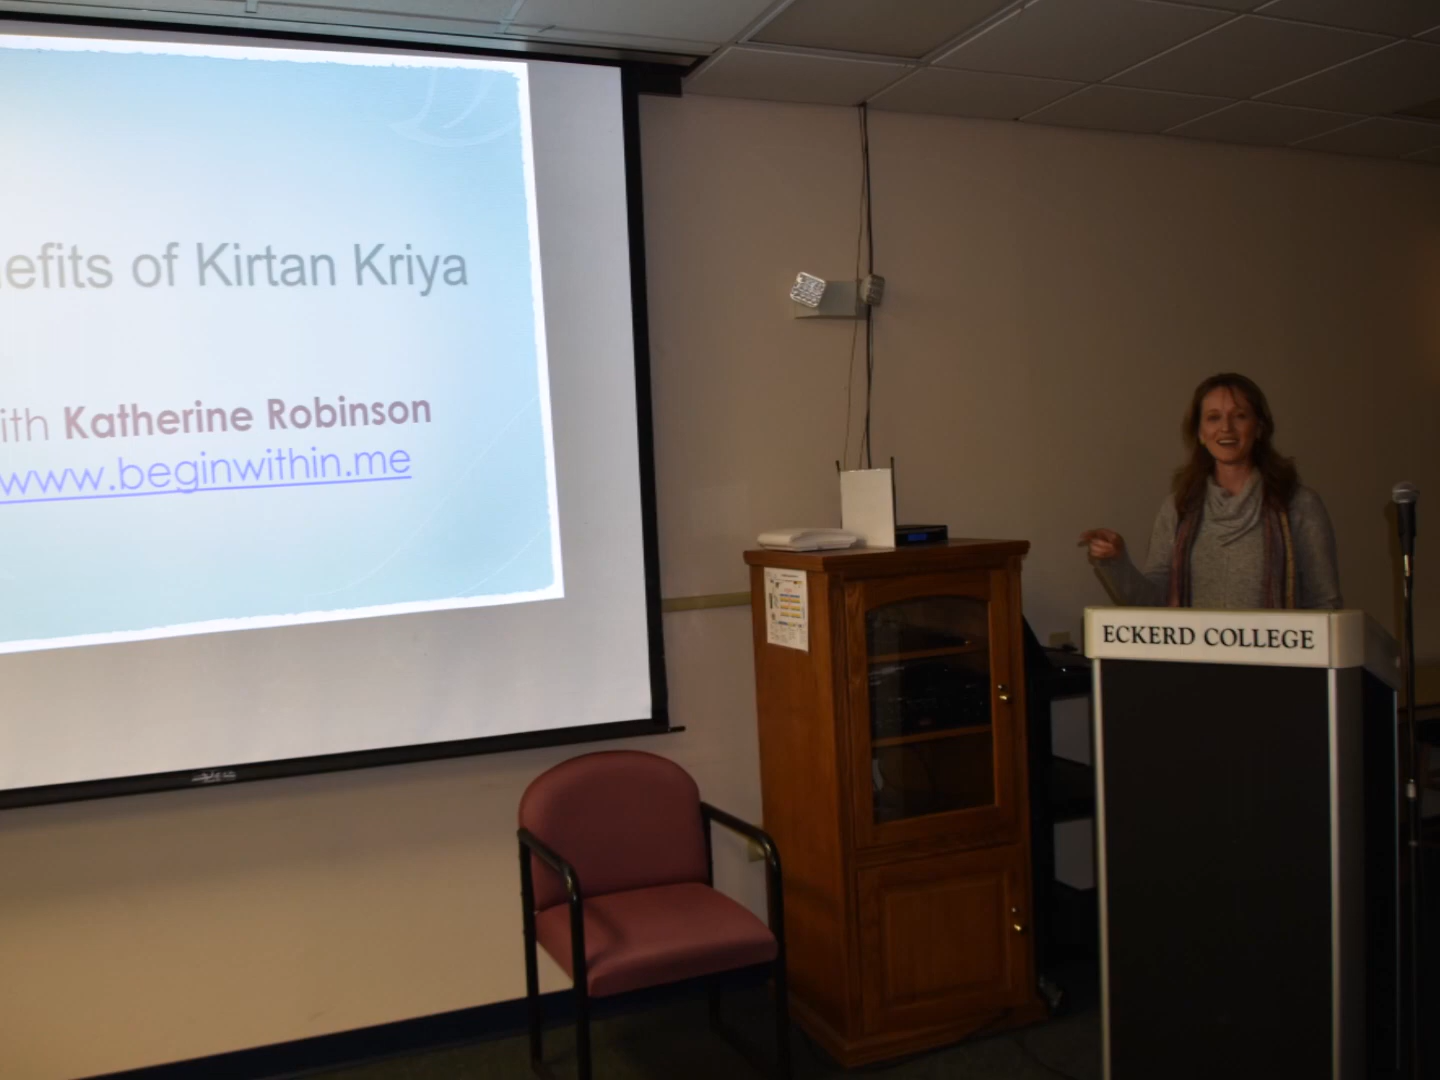 efits of Kirtan Kriya
ith Katherine Robinson
www.beginwithin.me
ECKERD COLLEGE